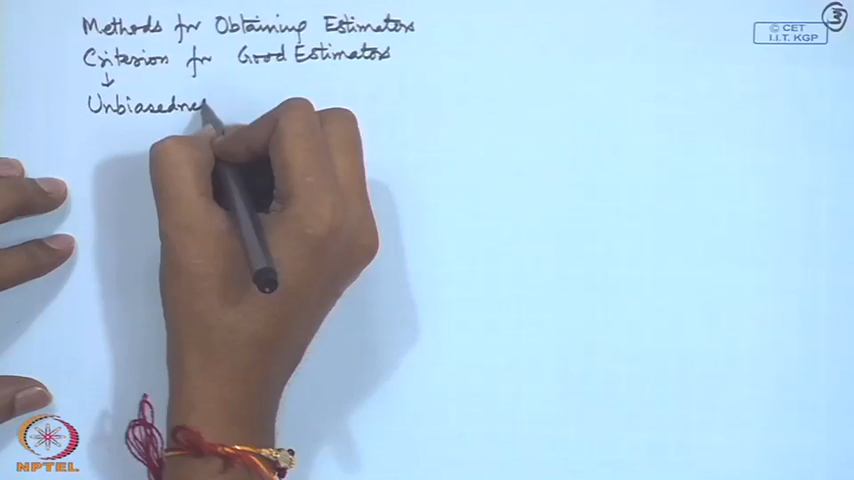 Methods for Obtaining Estimators
Criterion for Good Estimators
Unbiasedne
3
© CET
I.I.T. KGP
NPTEL